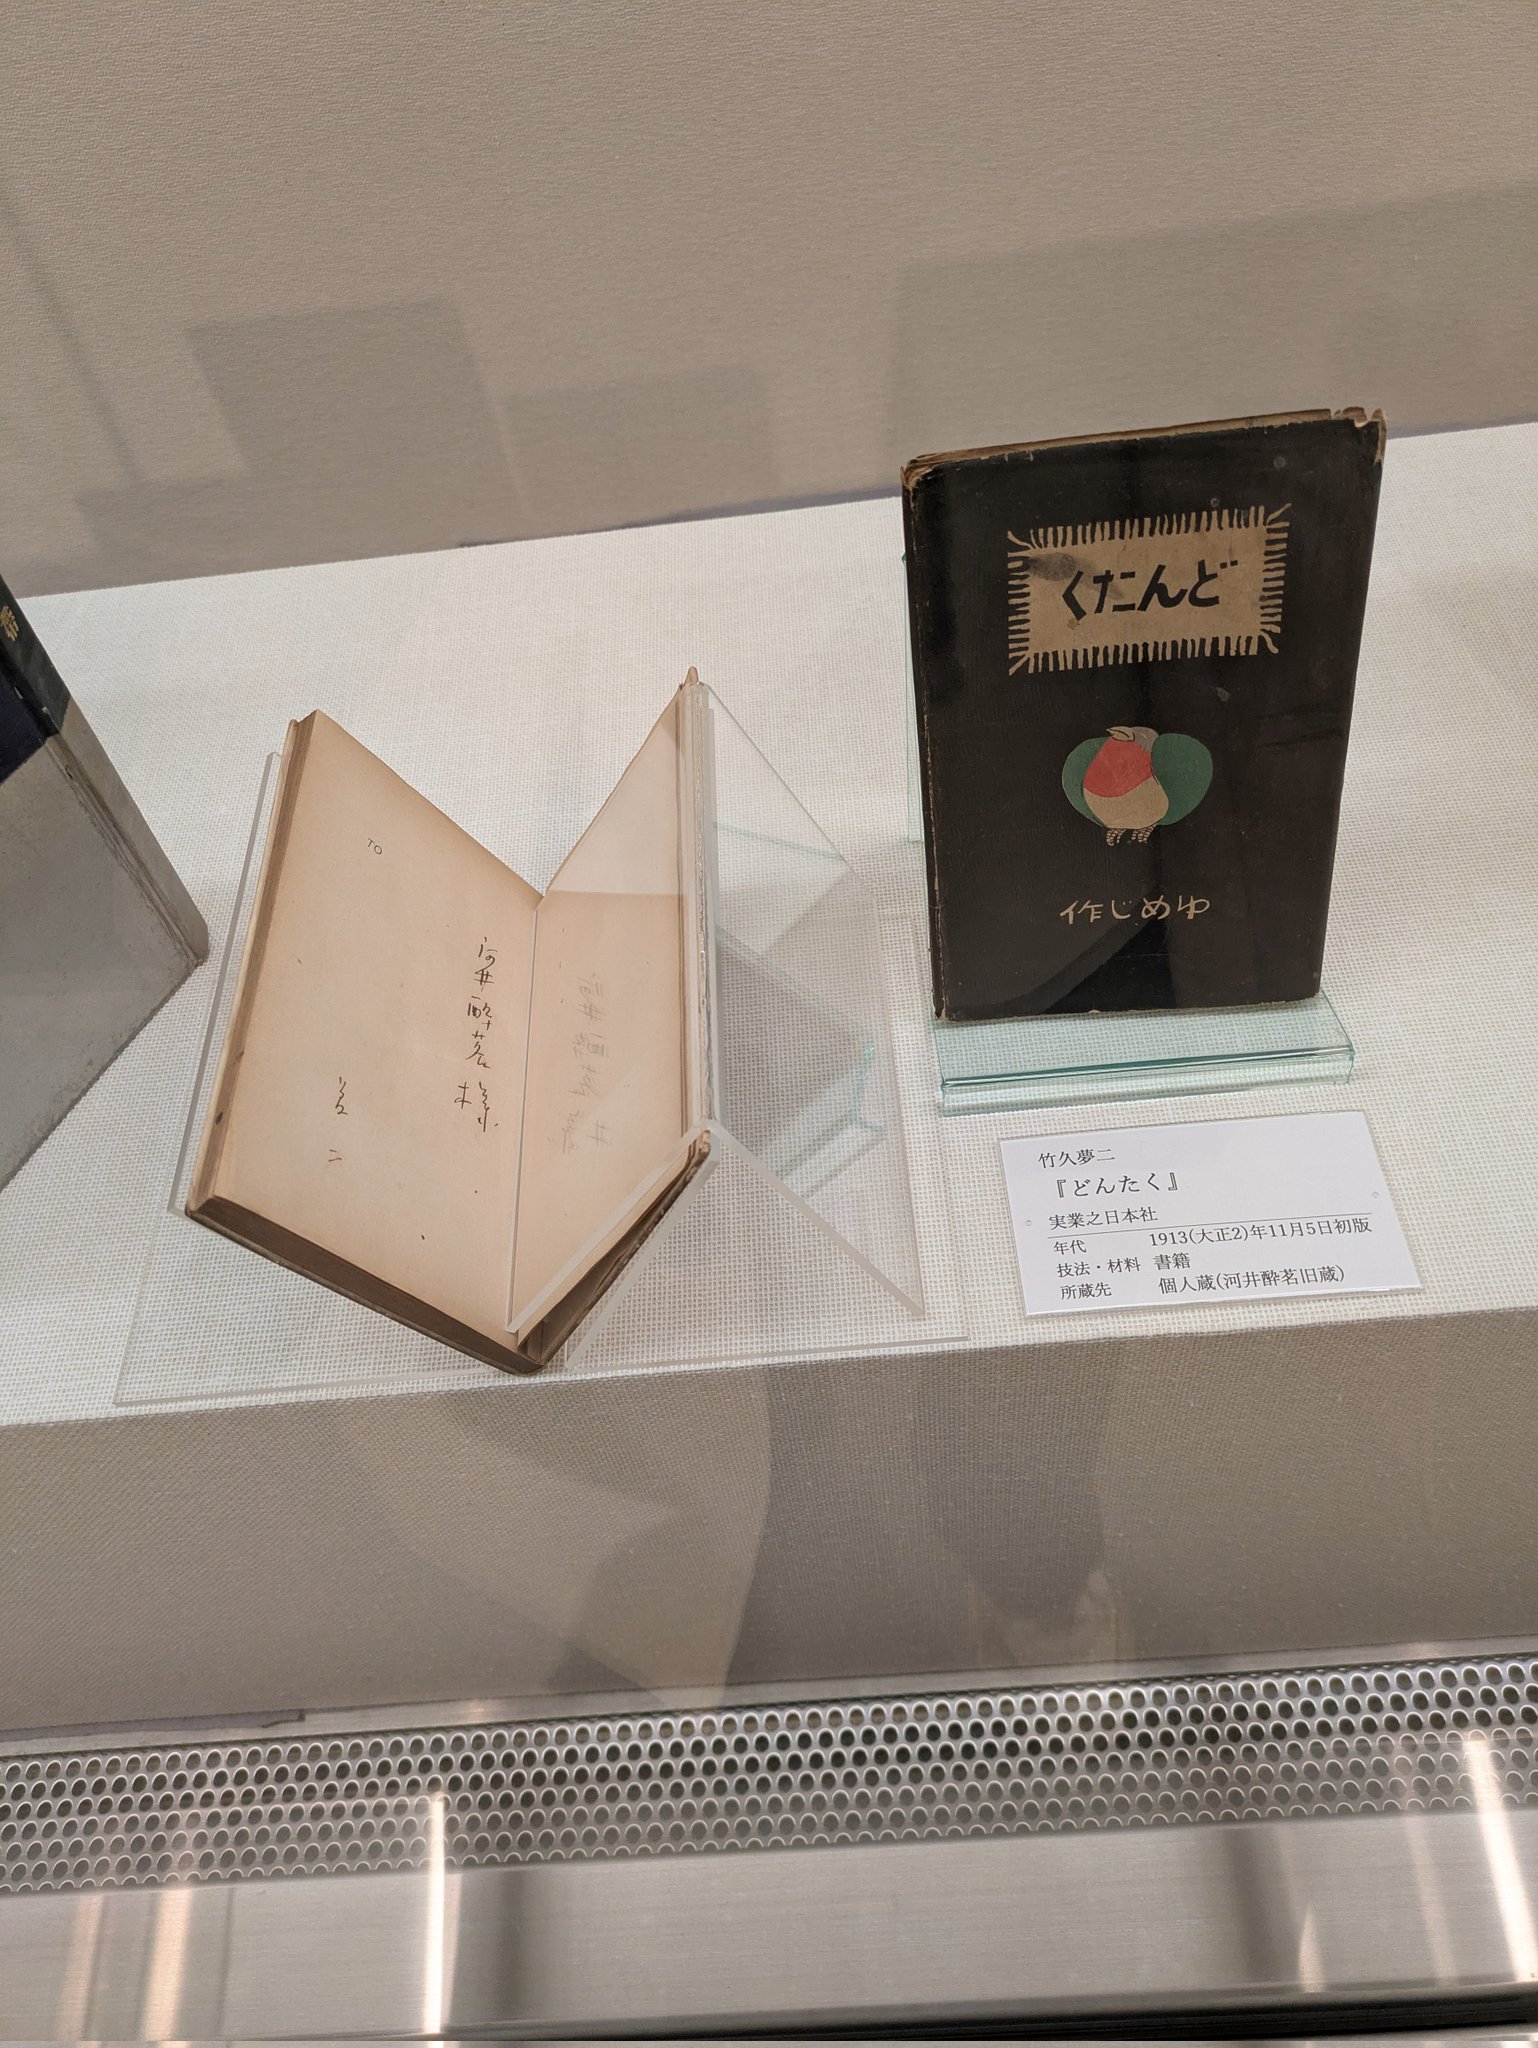 どんたく
ゆめじ作
TO
河井酔茗様
夢二
竹久夢二
『どんたく』
実業之日本社
年代 1913(大正2)年11月5日初版
技法・材料 書籍
所蔵先 個人蔵(河井酔茗旧蔵)